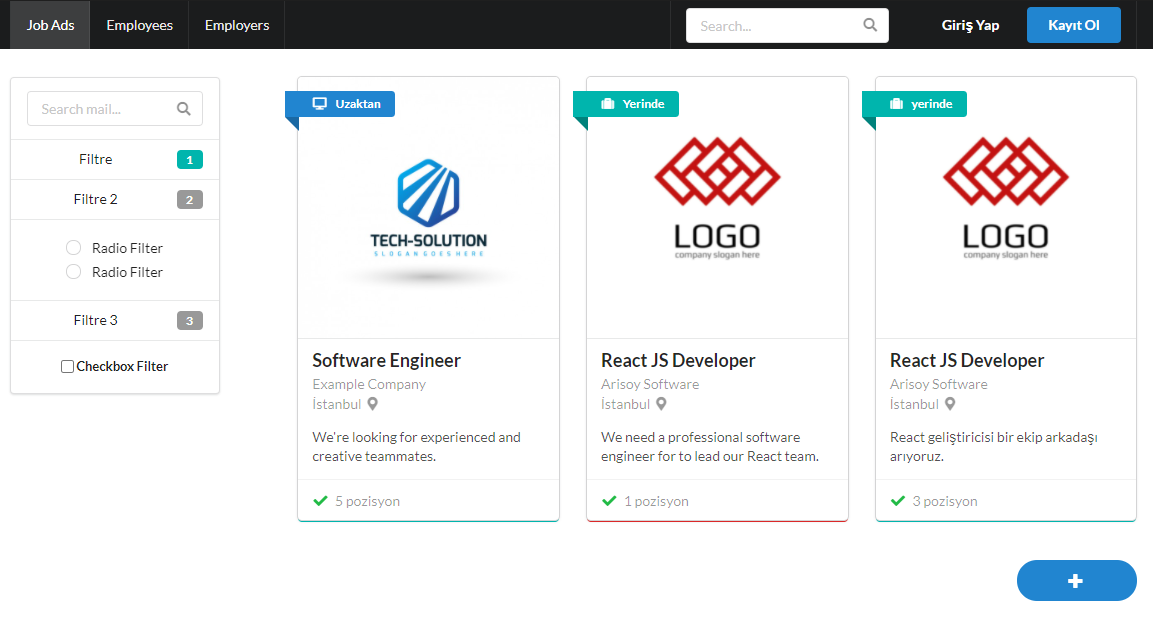 Job Ads
Employees
Employers
Search...
Giriş Yap
Kayıt Ol
Search mail...
Filtre
1
Filtre 2
2
Radio Filter
Radio Filter
Filtre 3
3
Checkbox Filter
Uzaktan
TECH-SOLUTION
SLOGAN GOES HERE
Software Engineer
Example Company
İstanbul
We're looking for experienced and
creative teammates.
5 pozisyon
Yerinde
LOGO
company slogan here
React JS Developer
Arisoy Software
İstanbul
We need a professional software
engineer for to lead our React team.
1 pozisyon
yerinde
LOGO
company slogan here
React JS Developer
Arisoy Software
İstanbul
React geliştiricisi bir ekip arkadaşı
arıyoruz.
3 pozisyon